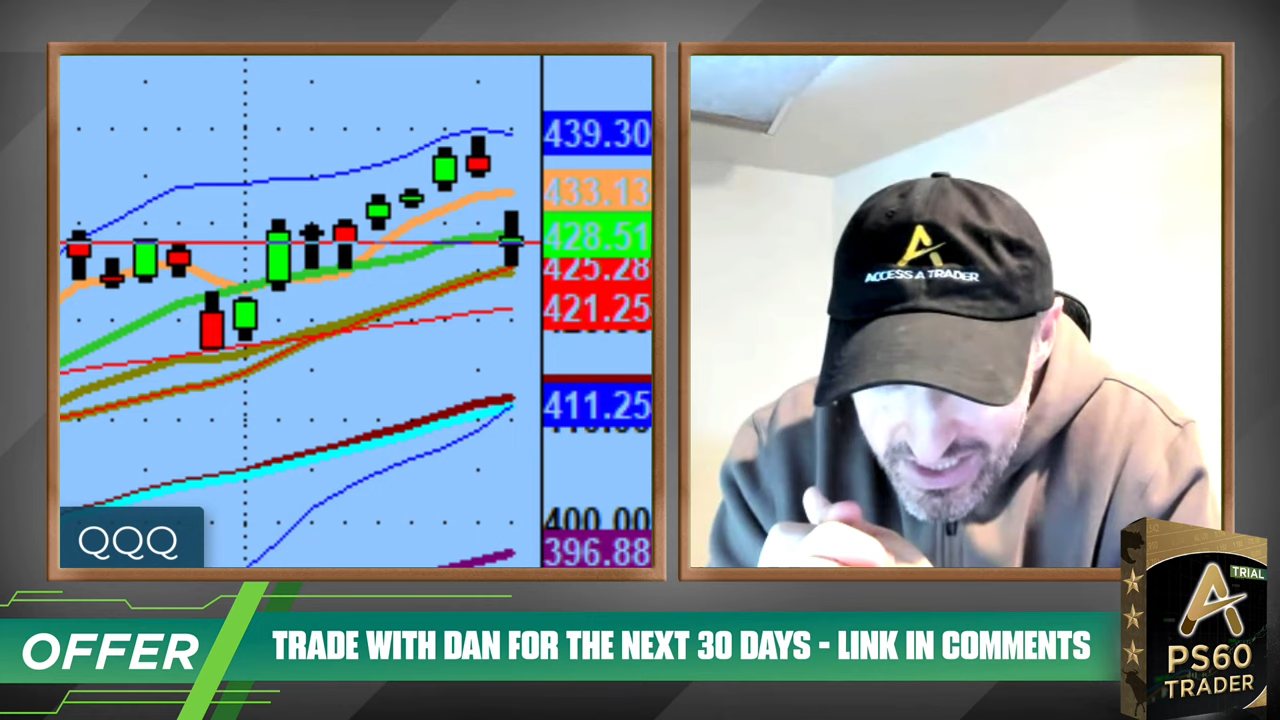 439.30
433.13
428.51
425.28
421.25
411.25
400.00
396.88
QQQ
ACCESS A TRADER
OFFER
TRADE WITH DAN FOR THE NEXT 30 DAYS - LINK IN COMMENTS
TRIAL
PS60
TRADER